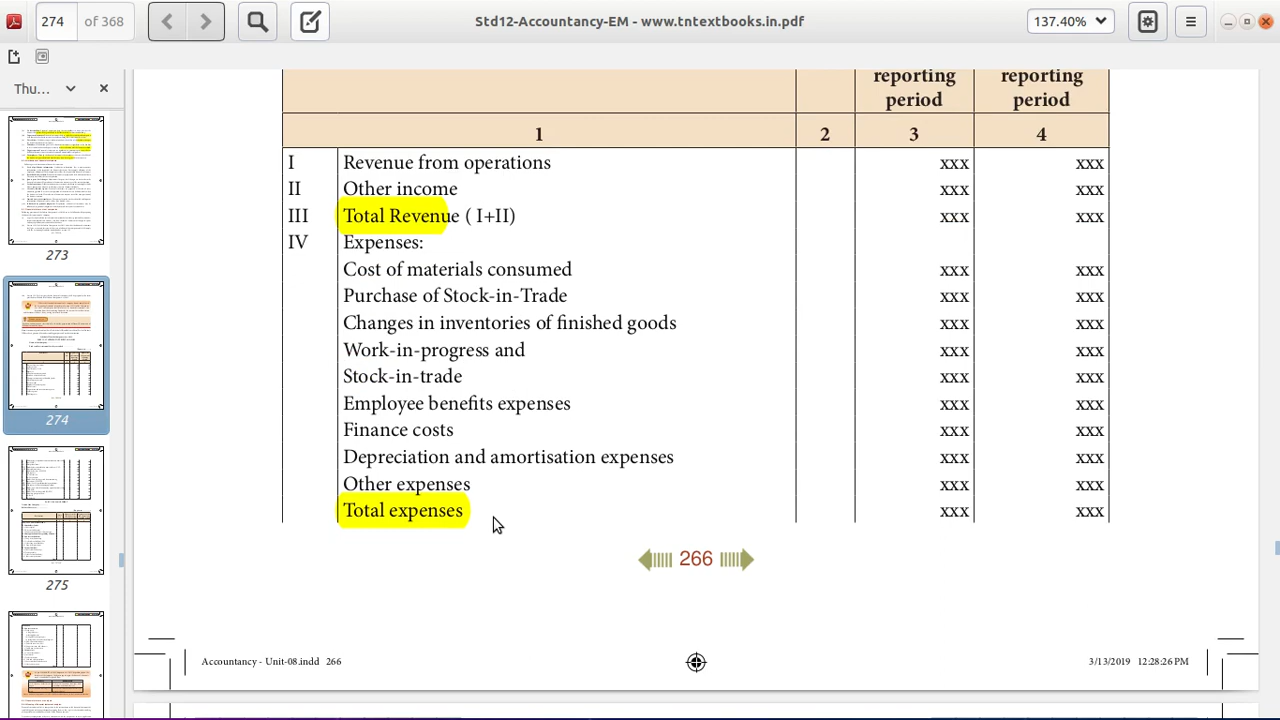 274 of 368 Std12-Accountancy-EM - www.tntextbooks.in.pdf 137.40%
Thu...
273
274
275
reporting period reporting period
1 2 3 4
I Revenue from operations xxx xxx
II Other income xxx xxx
III Total Revenue ( I+II) xxx xxx
IV Expenses:
Cost of materials consumed xxx xxx
Purchase of Stock-in-Trade xxx xxx
Changes in inventories of finished goods xxx xxx
Work-in-progress and xxx xxx
Stock-in-trade xxx xxx
Employee benefits expenses xxx xxx
Finance costs xxx xxx
Depreciation and amortisation expenses xxx xxx
Other expenses xxx xxx
Total expenses xxx xxx
266
Accountancy - Unit-08.indd 266 3/13/2019 12:28:26 PM